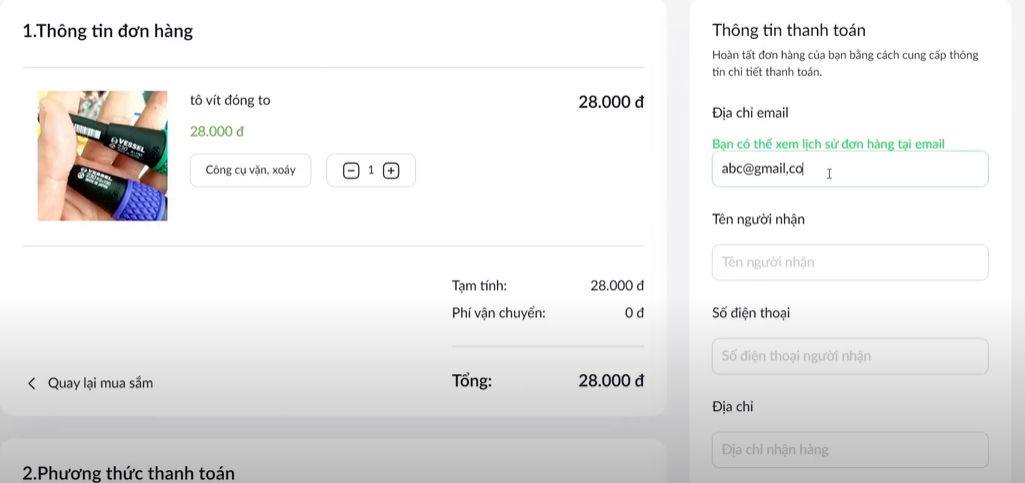 1.Thông tin đơn hàng
tô vít đóng to
28.000 đ
28.000 đ
VESSEL
Công cụ vặn, xoáy
1
Tạm tính:
28.000 đ
Phí vận chuyển:
0 đ
Quay lại mua sắm
Tổng:
28.000 đ
2.Phương thức thanh toán
Thông tin thanh toán
Hoàn tất đơn hàng của bạn bằng cách cung cấp thông
tin chi tiết thanh toán.
Địa chỉ email
Bạn có thể xem lịch sử đơn hàng tại email
abc@gmail,co
Tên người nhận
Tên người nhận
Số điện thoại
Số điện thoại người nhận
Địa chỉ
Địa chỉ nhận hàng